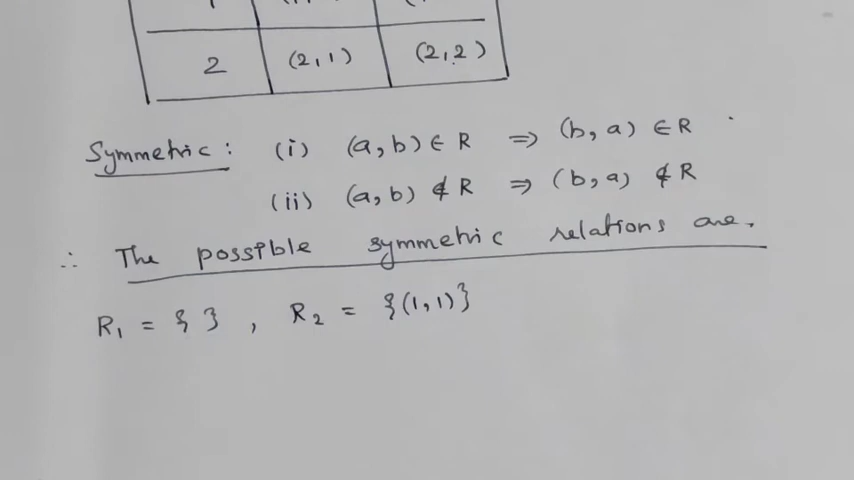 2 (2,1) (2,2)
Symmetric: (i) (a,b) ∈ R ⇒ (b,a) ∈ R
(ii) (a,b) ∉ R ⇒ (b,a) ∉ R
∴ The possible symmetric relations are.
R₁ = { } , R₂ = {(1,1)}